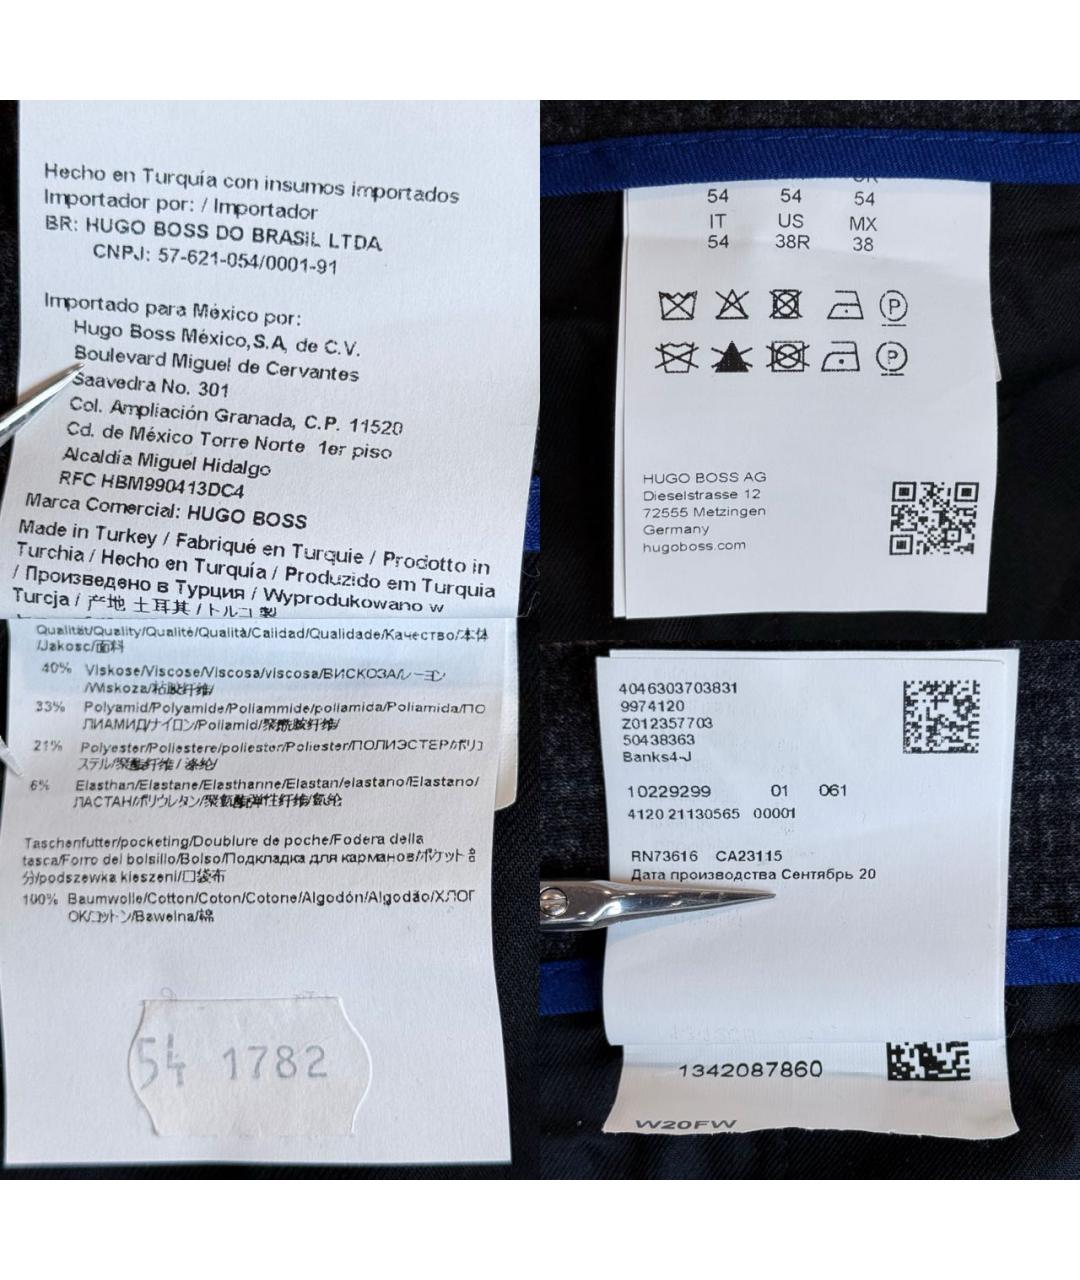 Hecho en Turquía con insumos importados
Importador por: / Importador
BR: HUGO BOSS DO BRASIL LTDA
CNPJ: 57-621-054/0001-91
Importado para México por:
Hugo Boss México,S.A, de C.V.
Boulevard Miguel de Cervantes
Saavedra No. 301
Col. Ampliación Granada, C.P. 11520
Cd. de México Torre Norte 1er piso
Alcaldía Miguel Hidalgo
RFC HBM990413DC4
Marca Comercial: HUGO BOSS
Made in Turkey / Fabriqué en Turquie / Prodotto in
Turchia / Hecho en Turquía / Produzido em Turquia
/ Произведено в Турция / Wyprodukowano w
Turcja / 产地 土耳其 / トルコ製
Qualität/Quality/Qualité/Qualità/Calidad/Qualidade/Качество/本体
/Jakosc/面料
40% Viskose/Viscose/Viscosa/viscosa/ВИСКОЗА/レーヨン
/Wiskoza/粘胶纤维/
33% Polyamid/Polyamide/Poliammide/poliamida/Poliamida/ПО
ЛИАМИД/ナイロン/Poliamid/聚酰胺纤维/
21% Polyester/Poliestere/poliester/Poliester/ПОЛИЭСТЕР/ポリエ
ステル/聚酯纤维 / 涤纶/
6% Elasthan/Elastane/Elasthanne/Elastan/elastano/Elastano/
ЛАСТАН/ポリウレタン/聚氨酯弹性纤维/氨纶
Taschenfutter/pocketing/Doublure de poche/Fodera della
tasca/Forro del bolsillo/Bolso/Подкладка для карманов/ポケット部
分/podszewka kieszeni/口袋布
100% Baumwolle/Cotton/Coton/Cotone/Algodón/Algodão/ХЛОП
ОК/コットン/Bawelna/棉
54 1782
54 54 54
IT US MX
54 38R 38
P
P
HUGO BOSS AG
Dieselstrasse 12
72555 Metzingen
Germany
hugoboss.com
4046303703831
9974120
Z012357703
50438363
Banks4-J
10229299 01 061
4120 21130565 00001
RN73616 CA23115
Дата производства Сентябрь 20
1342087860
W20FW